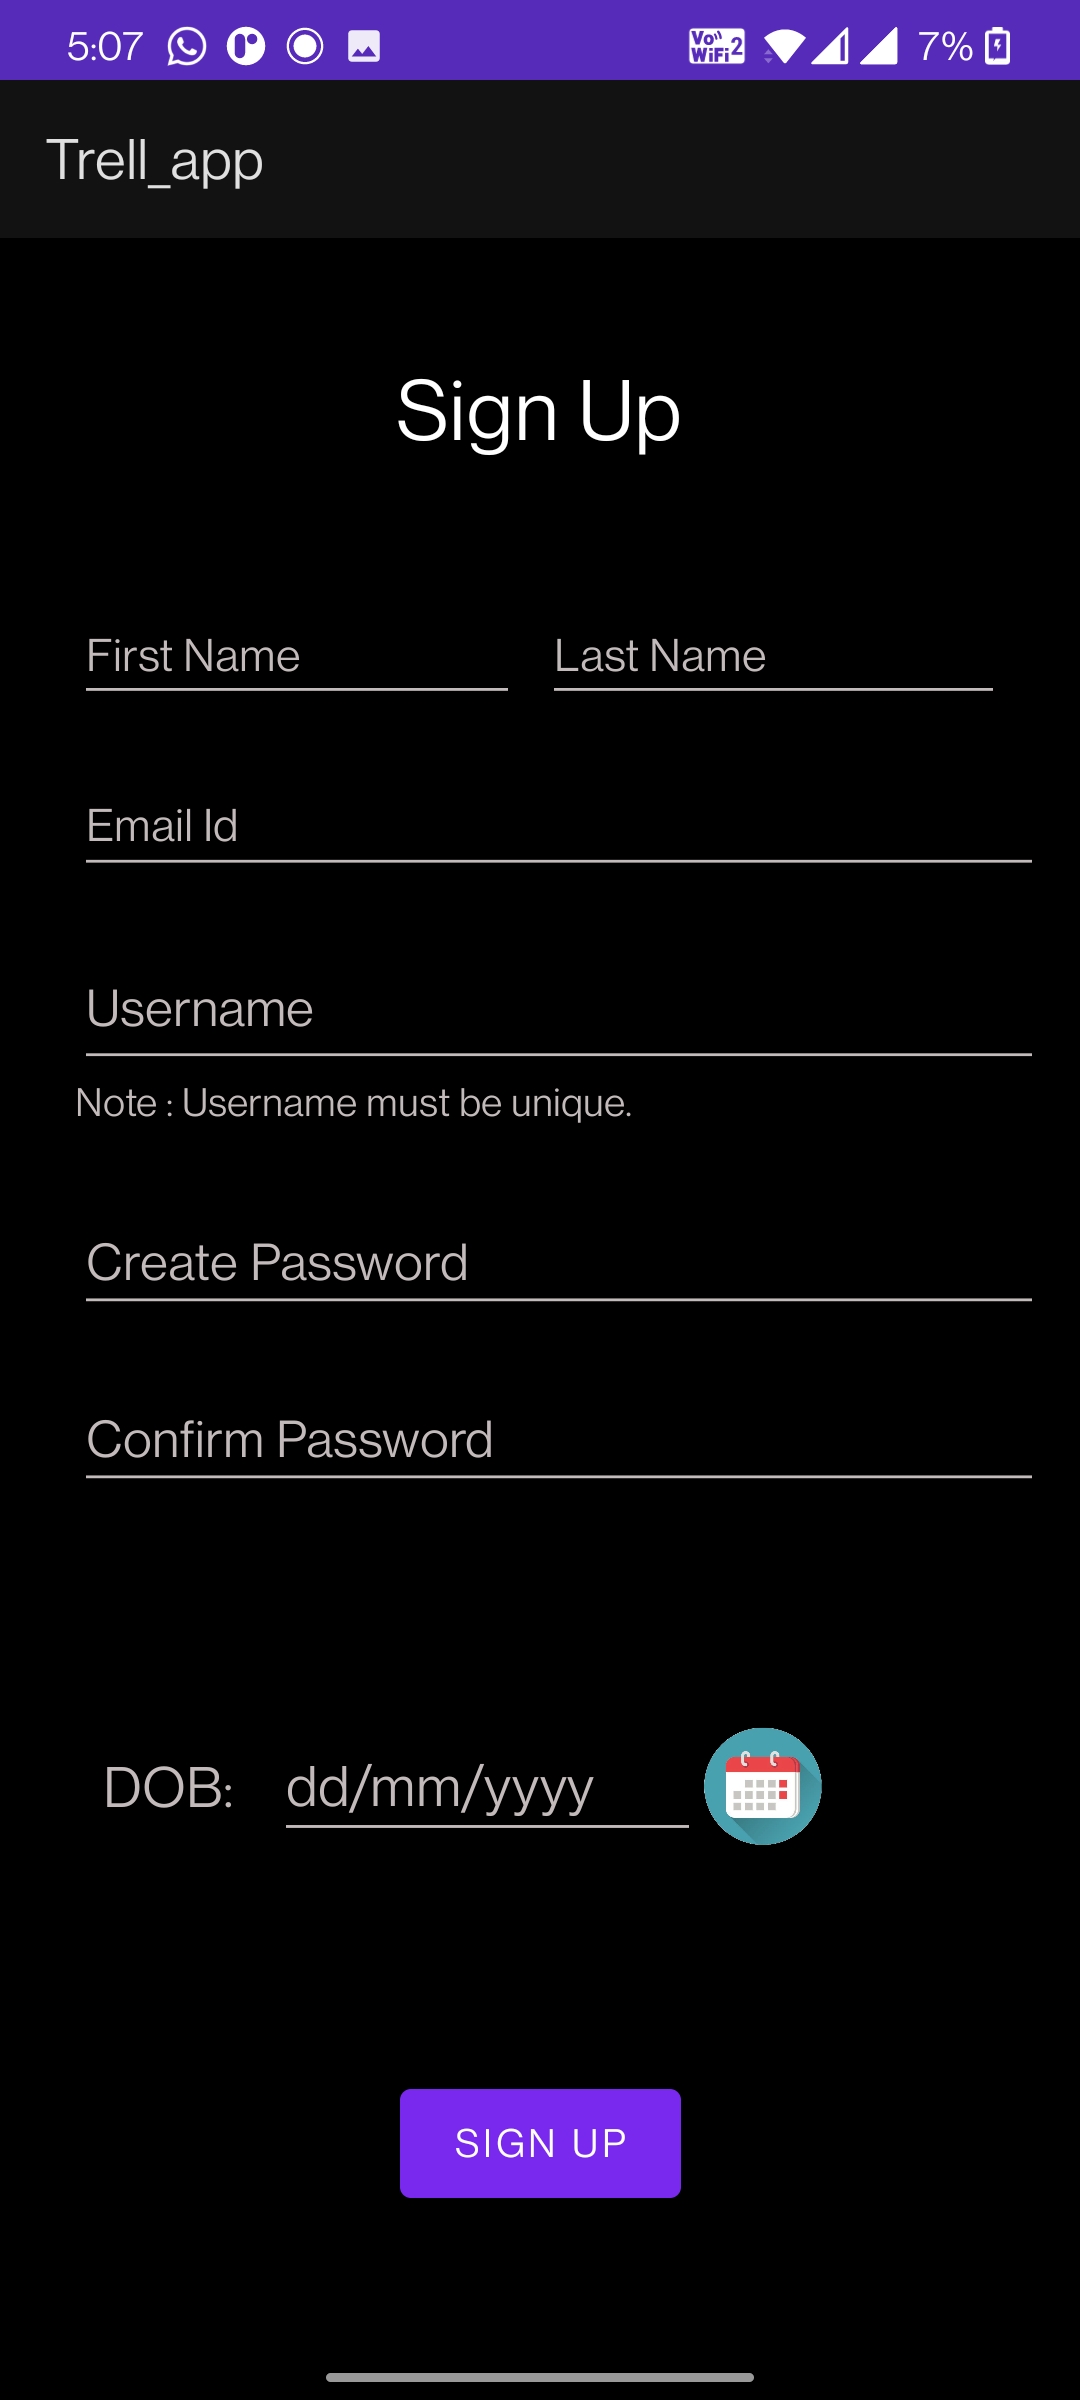 5:07 Vo WiFi 2 7%
Trell_app
Sign Up
First Name Last Name
Email Id
Username
Note : Username must be unique.
Create Password
Confirm Password
DOB: dd/mm/yyyy
SIGN UP